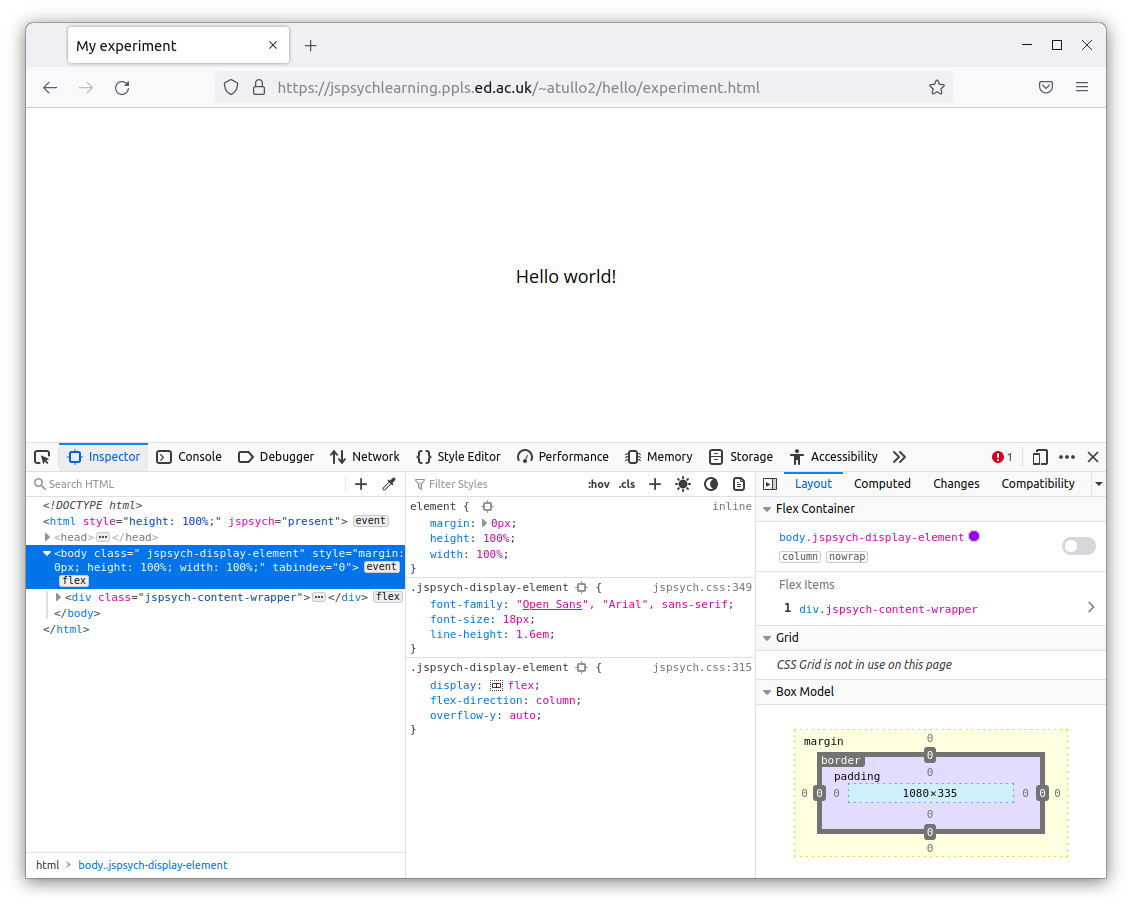 My experiment
https://jspsychlearning.ppls.ed.ac.uk/~atullo2/hello/experiment.html
Hello world!
Inspector Console Debugger Network Style Editor Performance Memory Storage Accessibility 1
Search HTML
<!DOCTYPE html>
<html style="height: 100%;" jspsych="present"> event
<head> ⋯ </head>
<body class=" jspsych-display-element" style="margin:
0px; height: 100%; width: 100%;" tabindex="0"> event
flex
<div class="jspsych-content-wrapper"> ⋯ </div> flex
</body>
</html>
html > body..jspsych-display-element
Filter Styles :hov .cls
element { inline
margin: 0px;
height: 100%;
width: 100%;
}
.jspsych-display-element { jspsych.css:349
font-family: "Open Sans", "Arial", sans-serif;
font-size: 18px;
line-height: 1.6em;
}
.jspsych-display-element { jspsych.css:315
display: flex;
flex-direction: column;
overflow-y: auto;
}
Layout Computed Changes Compatibility
Flex Container
body.jspsych-display-element
column nowrap
Flex Items
1 div.jspsych-content-wrapper
Grid
CSS Grid is not in use on this page
Box Model
margin 0
border 0
padding 0
0 0 0 1080×335 0 0 0
0
0
0